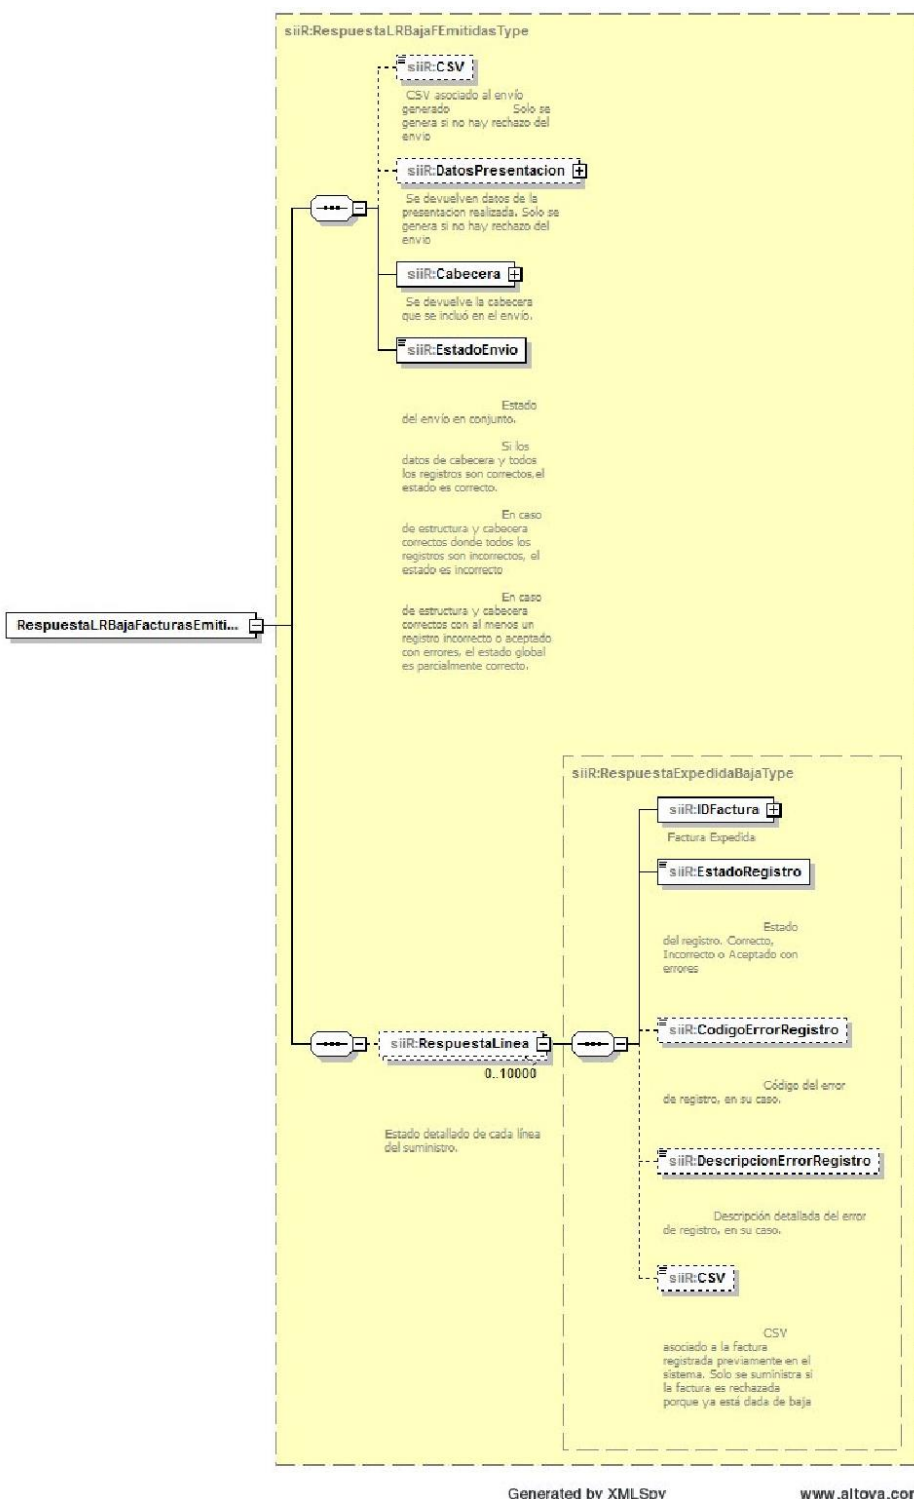 siiR:RespuestaLRBajaFEmitidasType
siiR:CSV
CSV asociado al envío
generado Solo se
genera si no hay rechazo del
envio
siiR:DatosPresentacion
Se devuelven datos de la
presentacion realizada. Solo se
genera si no hay rechazo del
envio
siiR:Cabecera
Se devuelve la cabecera
que se incluó en el envío.
siiR:EstadoEnvio
Estado
del envío en conjunto.
Si los
datos de cabecera y todos
los registros son correctos,el
estado es correcto.
En caso
de estructura y cabecera
correctos donde todos los
registros son incorrectos, el
estado es incorrecto
En caso
de estructura y cabecera
correctos con al menos un
registro incorrecto o aceptado
con errores, el estado global
es parcialmente correcto.
RespuestaLRBajaFacturasEmiti...
siiR:RespuestaExpedidaBajaType
siiR:IDFactura
Factura Expedida
siiR:EstadoRegistro
Estado
del registro. Correcto,
Incorrecto o Aceptado con
errores
siiR:CodigoErrorRegistro
siiR:RespuestaLinea
0..10000
Código del error
de registro, en su caso.
Estado detallado de cada línea
del suministro.
siiR:DescripcionErrorRegistro
Descripción detallada del error
de registro, en su caso.
siiR:CSV
CSV
asociado a la factura
registrada previamente en el
sistema. Solo se suministra si
la factura es rechazada
porque ya está dada de baja
Generated by XMLSpy www.altova.com